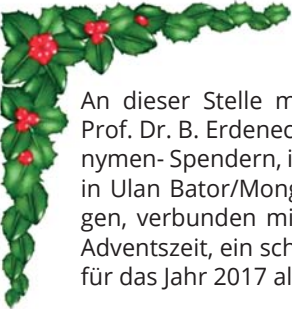 An dieser Stelle m
Prof. Dr. B. Erdenec
nymen- Spendern, i
in Ulan Bator/Mong
gen, verbunden mi
Adventszeit, ein sch
für das Jahr 2017 al